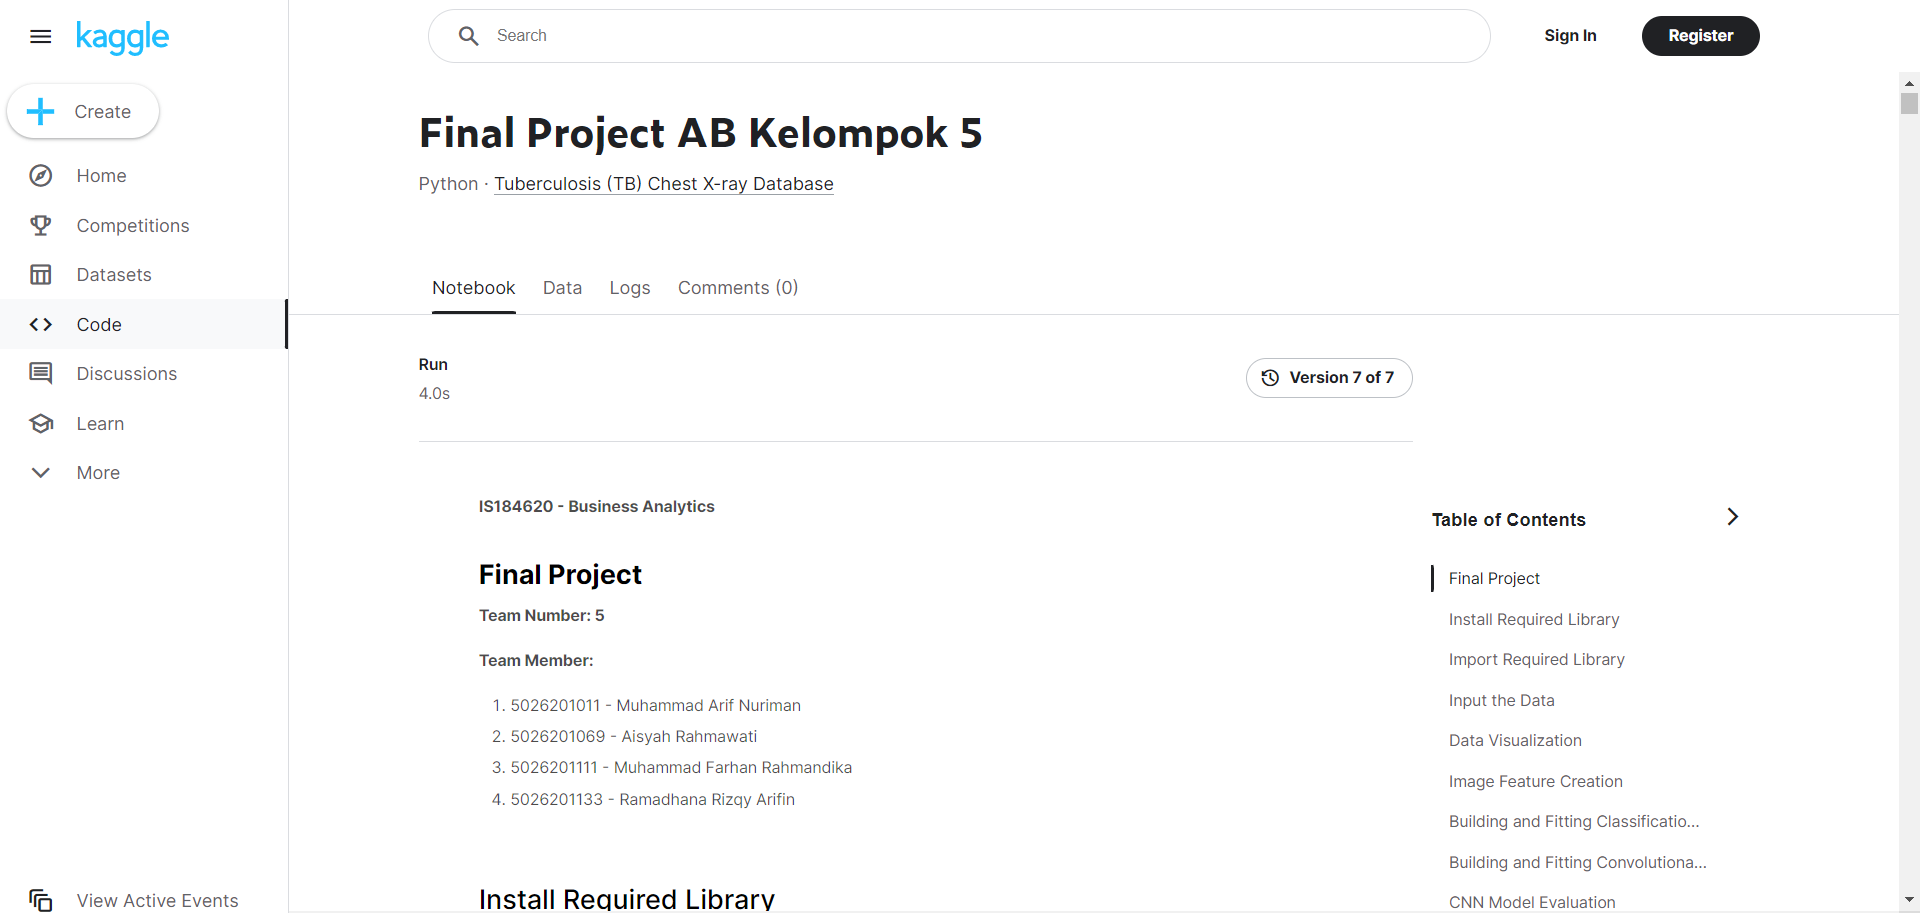 kaggle
Search
Sign In
Register
Create
Home
Competitions
Datasets
Code
Discussions
Learn
More
View Active Events
Final Project AB Kelompok 5
Python · Tuberculosis (TB) Chest X-ray Database
Notebook
Data
Logs
Comments (0)
Run
4.0s
Version 7 of 7
IS184620 - Business Analytics
Final Project
Team Number: 5
Team Member:
1. 5026201011 - Muhammad Arif Nuriman
2. 5026201069 - Aisyah Rahmawati
3. 5026201111 - Muhammad Farhan Rahmandika
4. 5026201133 - Ramadhana Rizqy Arifin
Install Required Library
Table of Contents
Final Project
Install Required Library
Import Required Library
Input the Data
Data Visualization
Image Feature Creation
Building and Fitting Classificatio...
Building and Fitting Convolutiona...
CNN Model Evaluation